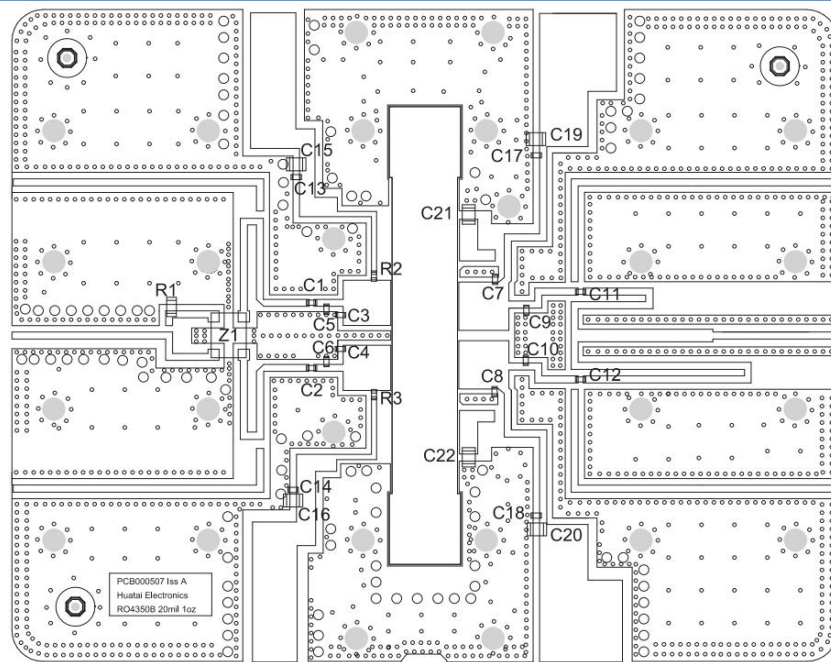 C19
C15
C17
C13
C21
R2
C1
C7
C11
R1
C3
C5
C9
Z1
C6
C4
C10
C2
C8
C12
R3
C22
C14
C18
C16
C20
PCB000507 Iss A
Huatai Electronics
RO4350B 20mil 1oz